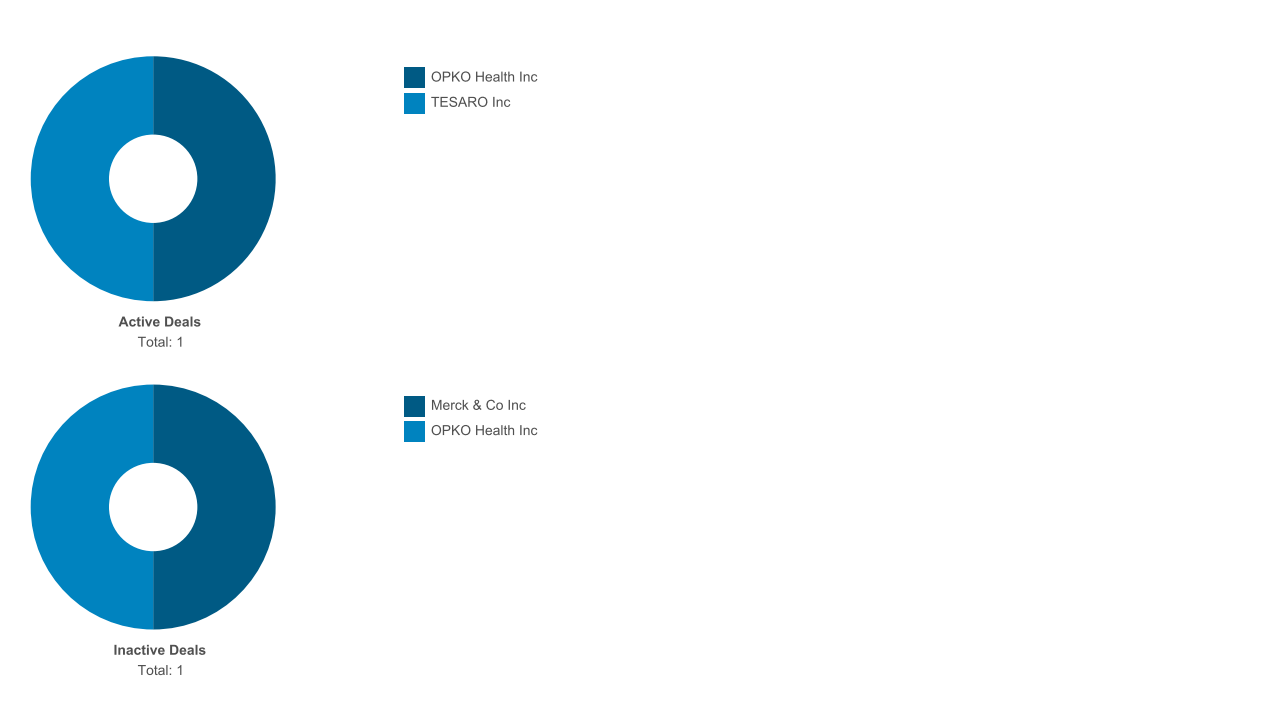 OPKO Health Inc
TESARO Inc
Active Deals
Total: 1
Merck & Co Inc
OPKO Health Inc
Inactive Deals
Total: 1